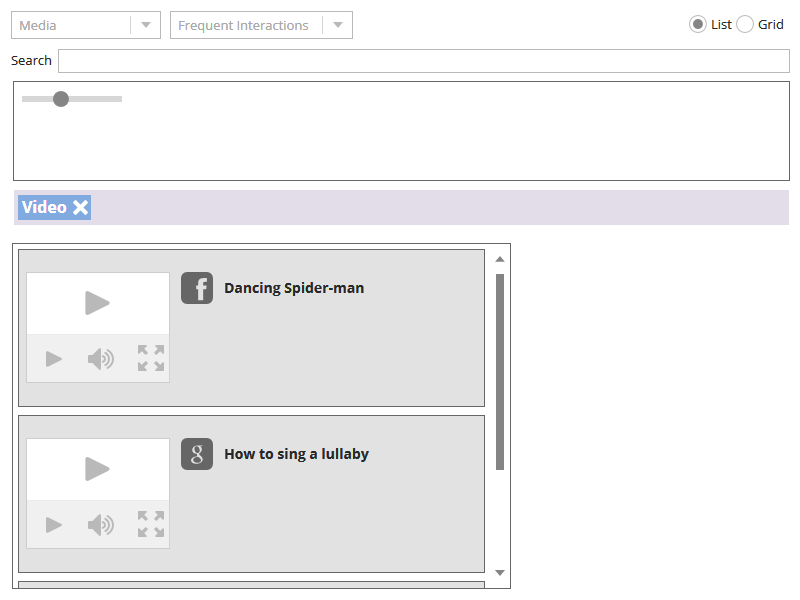 Media
Frequent Interactions
List
Grid
Search
Video
f
Dancing Spider-man
g
How to sing a lullaby